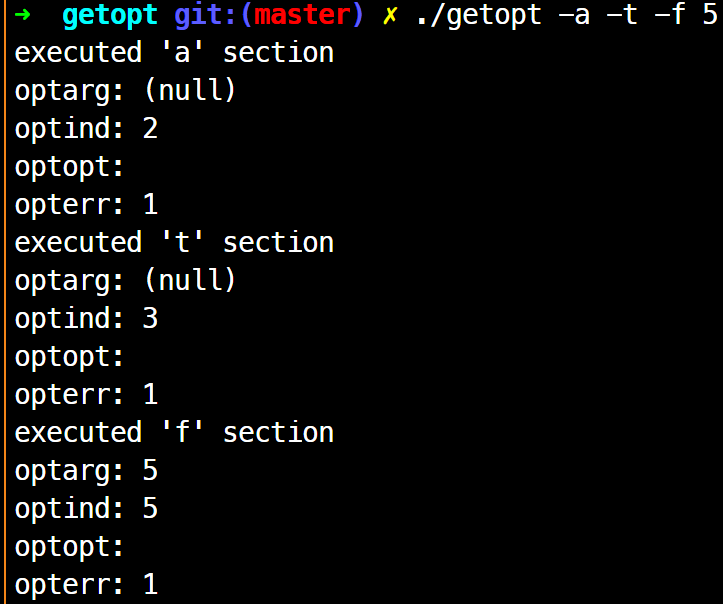 ➜  getopt git:(master) ✗ ./getopt -a -t -f 5
executed 'a' section
optarg: (null)
optind: 2
optopt:
opterr: 1
executed 't' section
optarg: (null)
optind: 3
optopt:
opterr: 1
executed 'f' section
optarg: 5
optind: 5
optopt:
opterr: 1